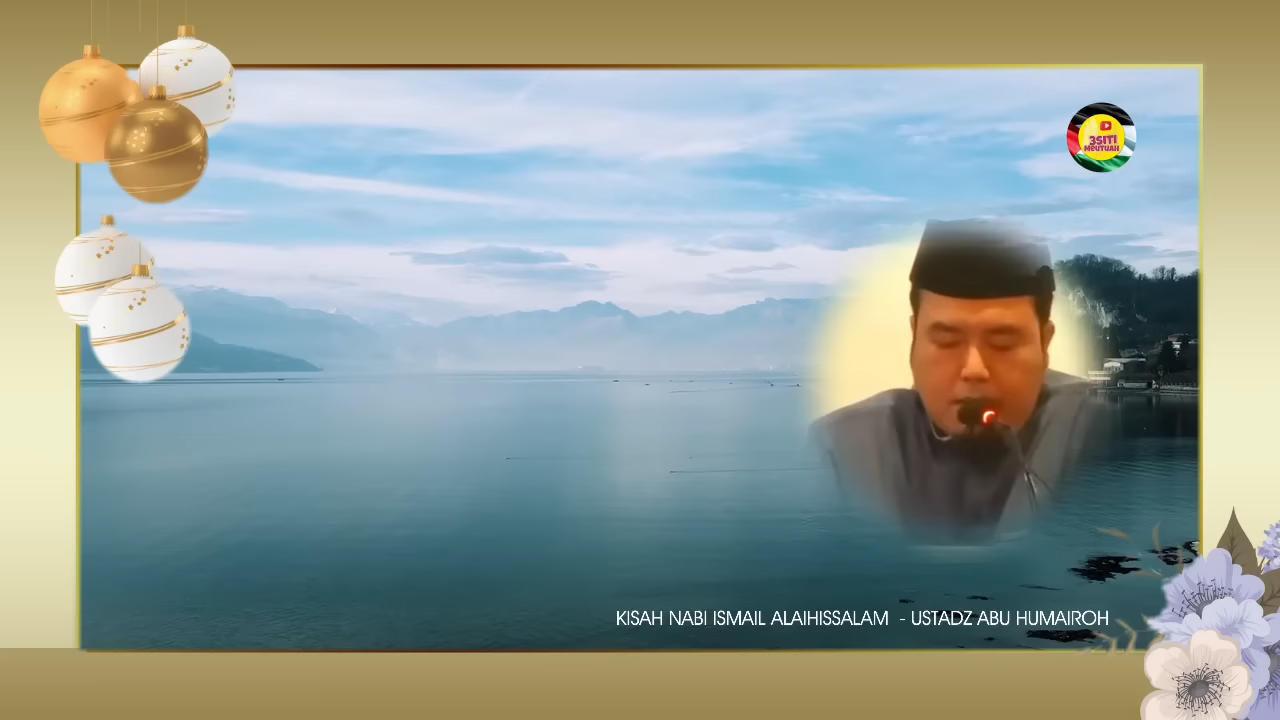 3SITI
MEUTUAH
KISAH NABI ISMAIL ALAIHISSALAM - USTADZ ABU HUMAIROH